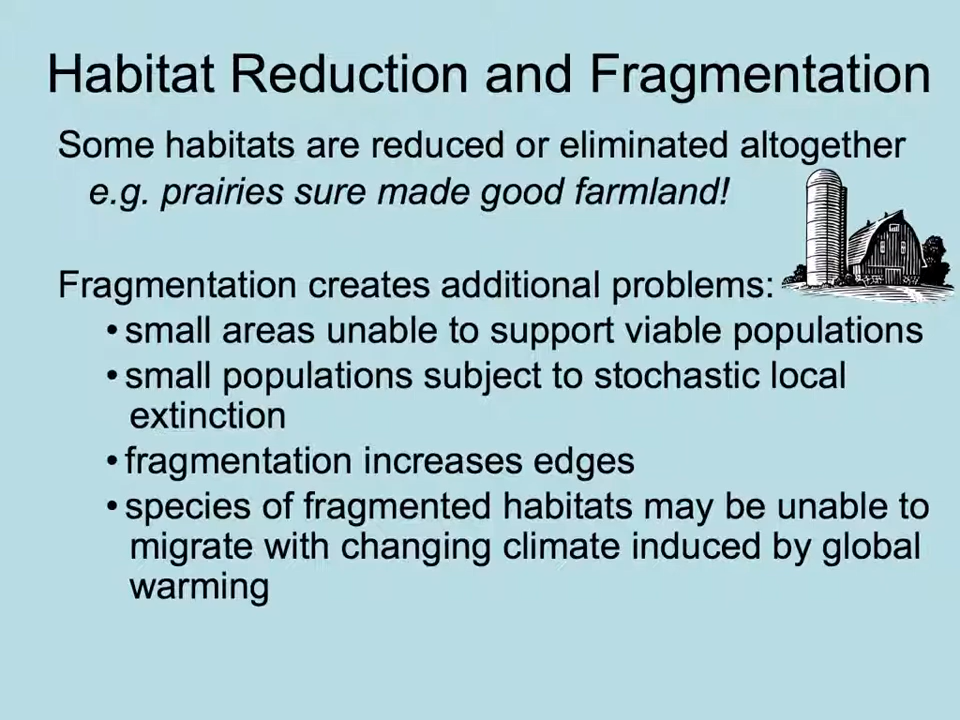 Habitat Reduction and Fragmentation
Some habitats are reduced or eliminated altogether
e.g. prairies sure made good farmland!
Fragmentation creates additional problems:
• small areas unable to support viable populations
• small populations subject to stochastic local
extinction
• fragmentation increases edges
• species of fragmented habitats may be unable to
migrate with changing climate induced by global
warming